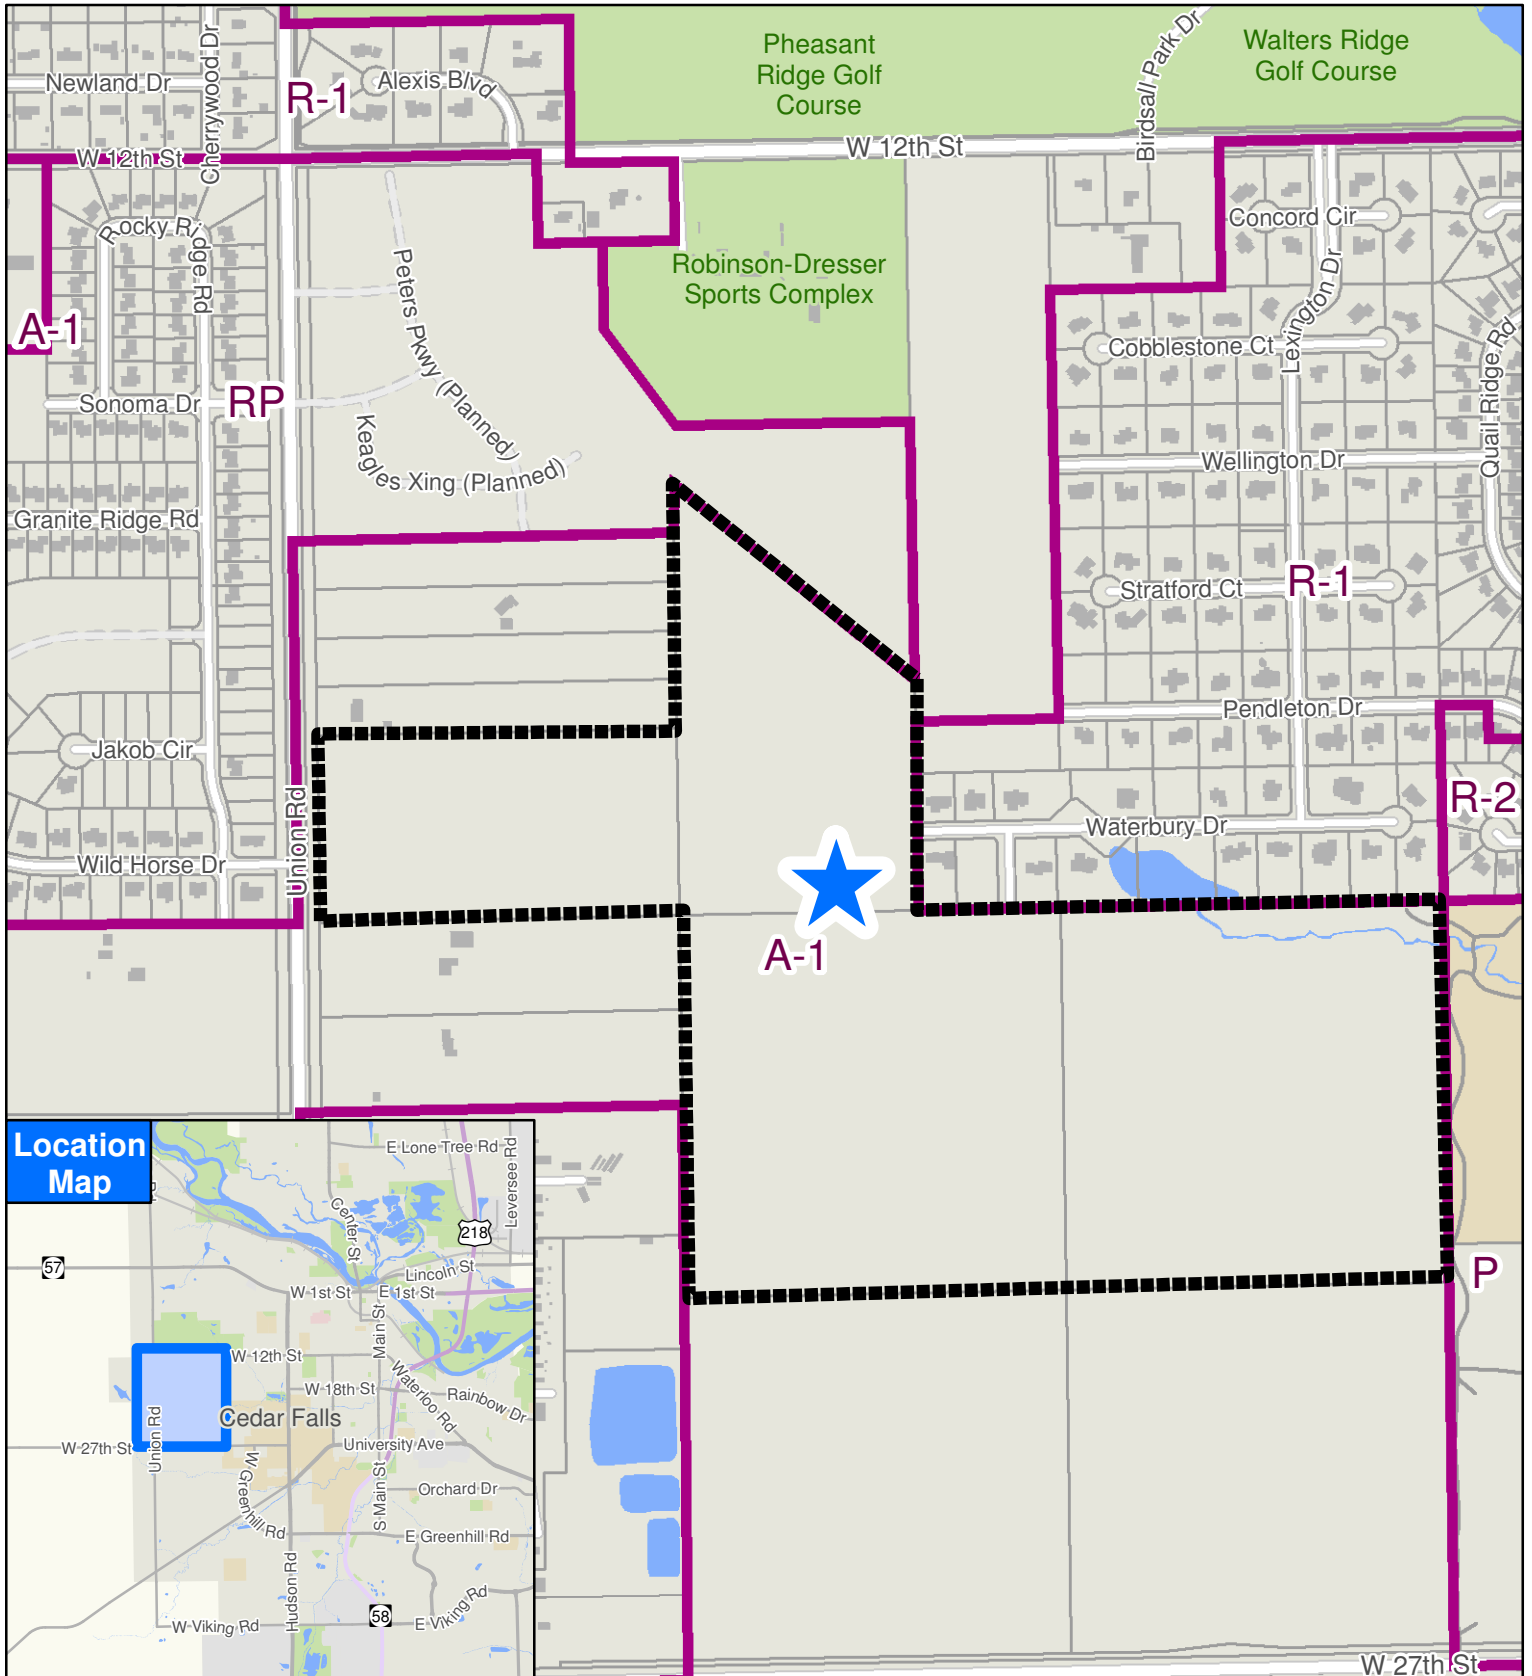 Newland Dr
Cherrywood Dr
R-1
Alexis Blvd
Pheasant
Ridge Golf
Course
Birdsall Park Dr
Walters Ridge
Golf Course
W 12th St
W 12th St
Rocky Ridge Rd
A-1
Sonoma Dr
RP
Peters Pkwy (Planned)
Keagles Xing (Planned)
Robinson-Dresser
Sports Complex
Concord Cir
Lexington Dr
Cobblestone Ct
Quail Ridge Rd
Wellington Dr
Granite Ridge Rd
Stratford Ct
R-1
Pendleton Dr
Jakob Cir
R-2
Union Rd
Waterbury Dr
Wild Horse Dr
A-1
P
W 27th St
Location
Map
E Lone Tree Rd
Leversee Rd
Center St
218
57
Lincoln St
W 1st St
E 1st St
Main St
W 12th St
Waterloo Rd
W 18th St
Rainbow Dr
Cedar Falls
Union Rd
W 27th St
University Ave
W Greenhill Rd
S Main St
Orchard Dr
E Greenhill Rd
Hudson Rd
58
W Viking Rd
E Viking Rd